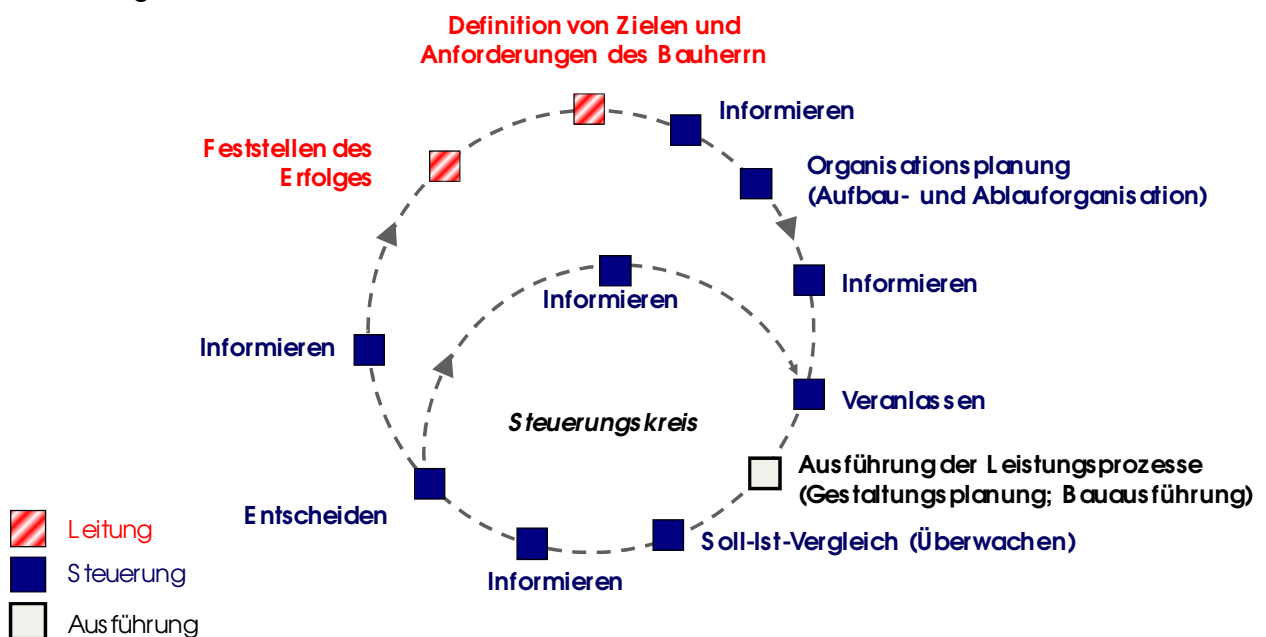 Definition von Zielen und
Anforderungen des Bauherrn
Informieren
Feststellen des
Erfolges
Organisationsplanung
(Aufbau- und Ablauforganisation)
Informieren
Informieren
Informieren
Veranlassen
Steuerungskreis
Ausführung der Leistungsprozesse
(Gestaltungsplanung; Bauausführung)
Entscheiden
Soll-Ist-Vergleich (Überwachen)
Informieren
Leitung
Steuerung
Ausführung